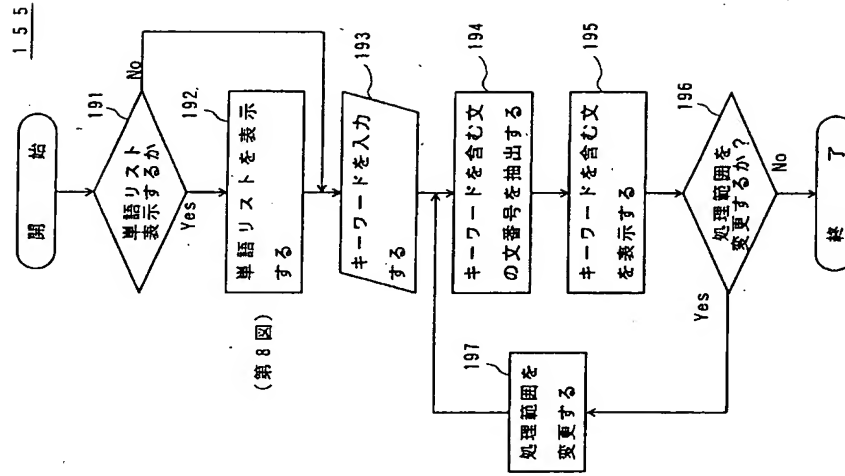 155
開始
191
単語リスト
表示するか
No
Yes
192
単語リストを表示
する
(第8図)
193
キーワードを入力
する
194
キーワードを含む文
の文番号を抽出する
195
キーワードを含む文
を表示する
196
処理範囲を
変更するか?
Yes
No
197
処理範囲を
変更する
終了